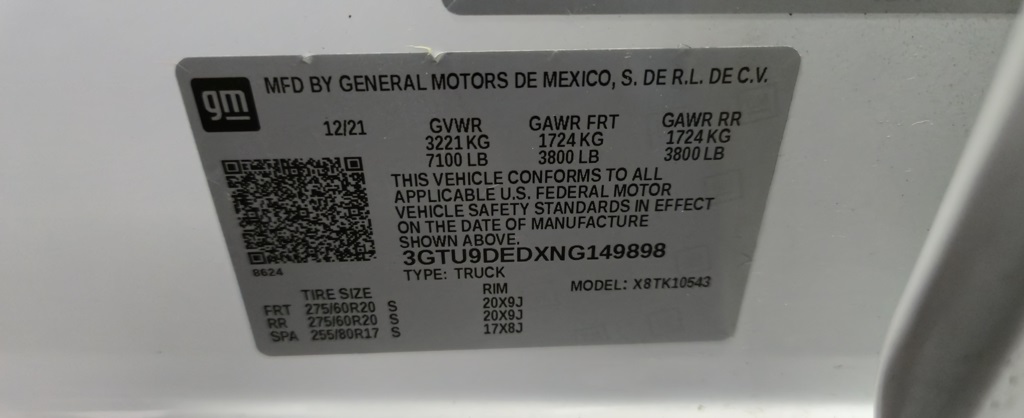 gm
MFD BY GENERAL MOTORS DE MEXICO, S. DE R.L. DE C.V.
12/21 GVWR GAWR FRT GAWR RR
3221 KG 1724 KG 1724 KG
7100 LB 3800 LB 3800 LB
THIS VEHICLE CONFORMS TO ALL
APPLICABLE U.S. FEDERAL MOTOR
VEHICLE SAFETY STANDARDS IN EFFECT
ON THE DATE OF MANUFACTURE
SHOWN ABOVE.
3GTU9DEDXNG149898
8624
TYPE: TRUCK MODEL: X8TK10543
TIRE SIZE RIM
FRT 275/60R20 S 20X9J
RR 275/60R20 S 20X9J
SPA 255/80R17 S 17X8J